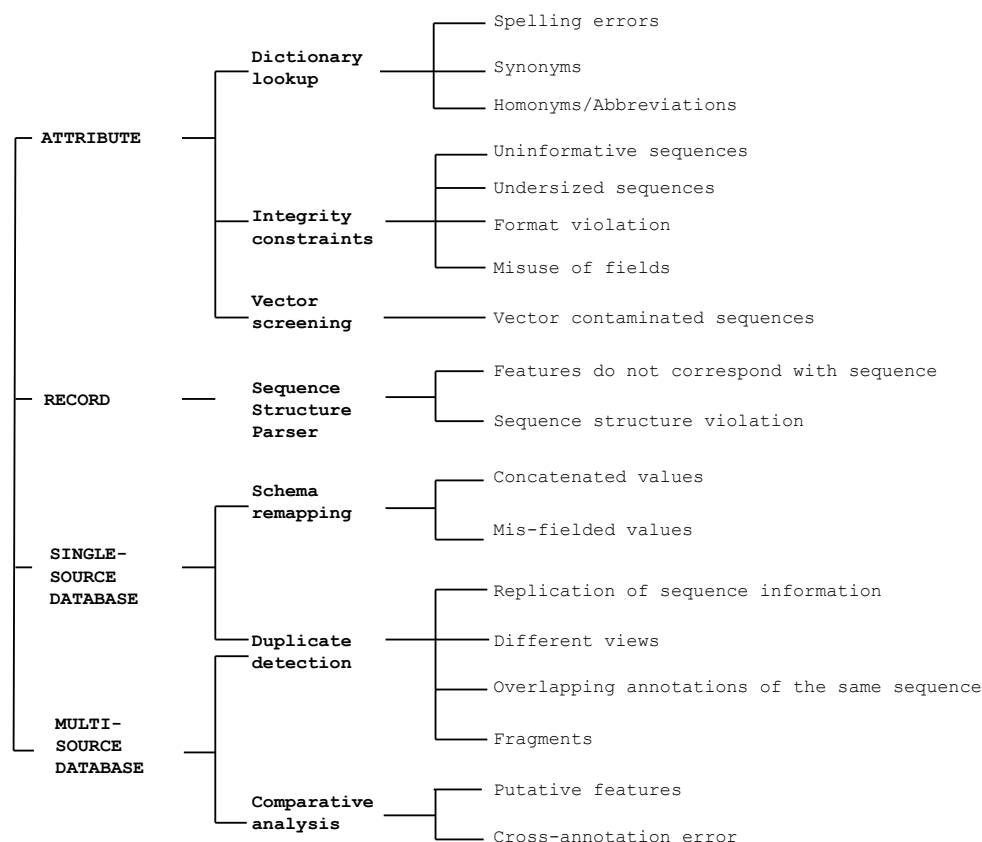 Spelling errors
Dictionary
lookup
Synonyms
Homonyms/Abbreviations
ATTRIBUTE
Uninformative sequences
Undersized sequences
Integrity
constraints
Format violation
Misuse of fields
Vector
screening
Vector contaminated sequences
RECORD
Sequence
Structure
Parser
Features do not correspond with sequence
Sequence structure violation
Schema
remapping
Concatenated values
Mis-fielded values
SINGLE-
SOURCE
DATABASE
Duplicate
detection
Replication of sequence information
Different views
Overlapping annotations of the same sequence
Fragments
MULTI-
SOURCE
DATABASE
Comparative
analysis
Putative features
Cross-annotation error